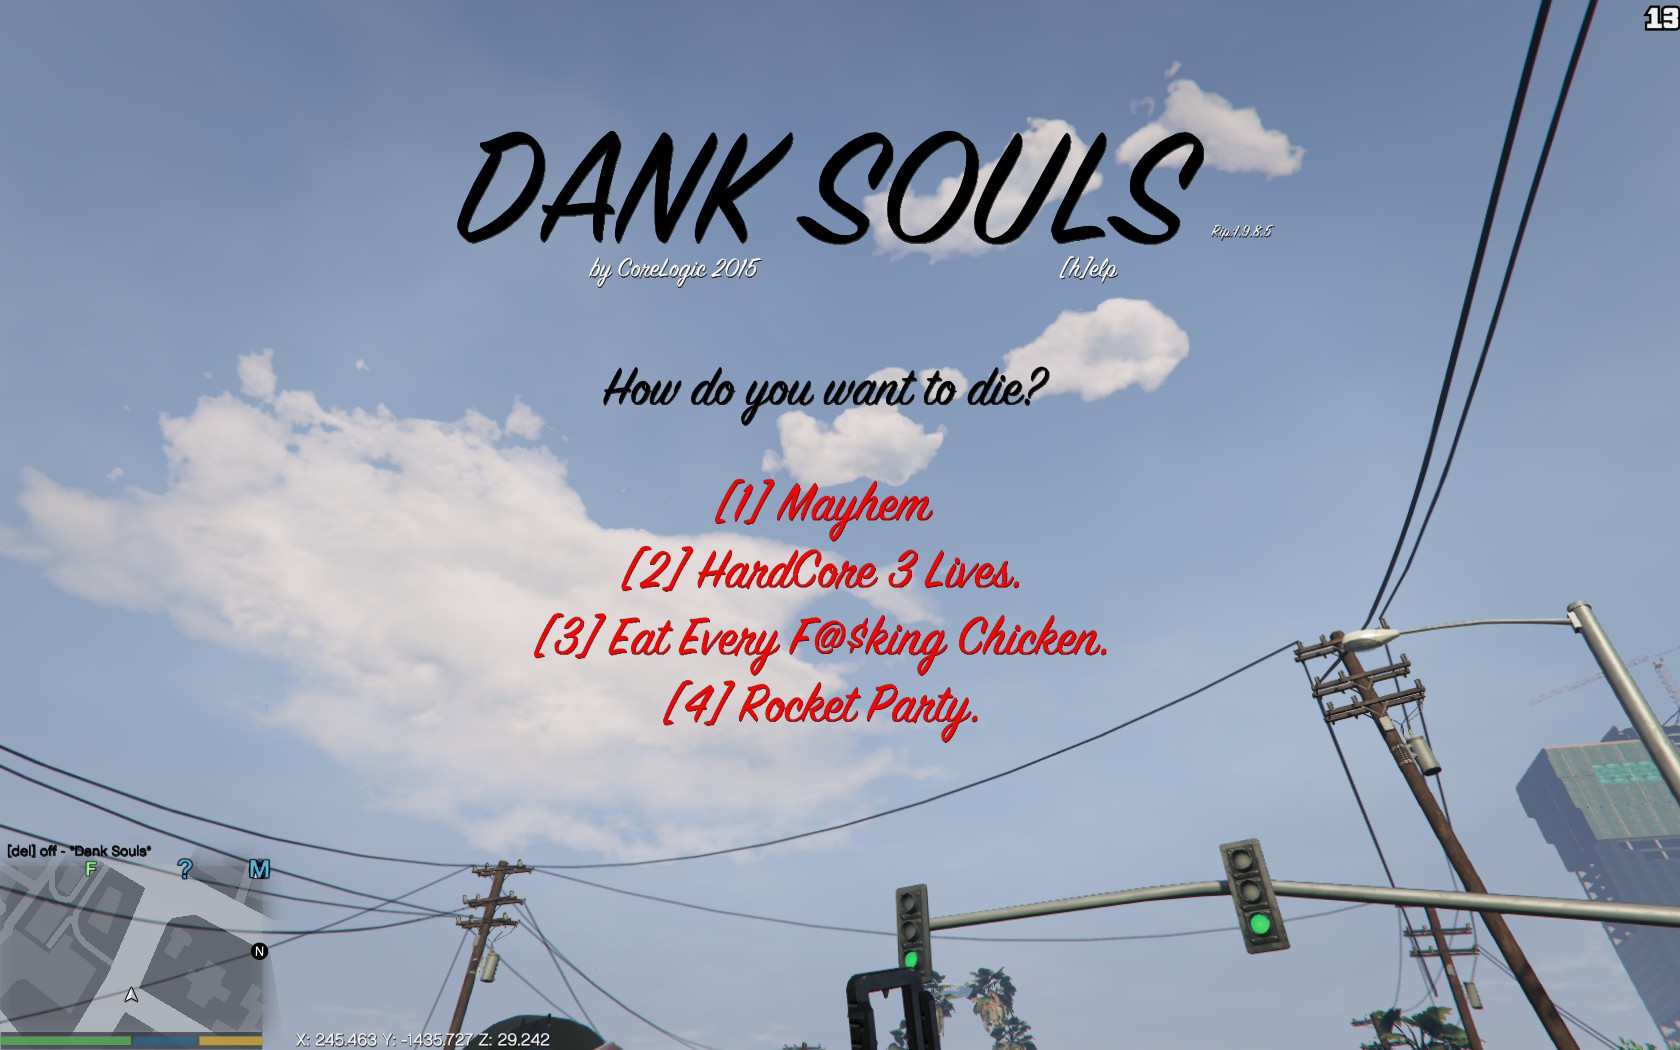 13
DANK SOULS
Rip:1.9.8.5
by CoreLogic 2015 [h]elp
How do you want to die?
[1] Mayhem
[2] HardCore 3 Lives.
[3] Eat Every F@$king Chicken.
[4] Rocket Party.
[del] off - "Dank Souls"
F ? M
N
X: 245.463 Y: -1435.727 Z: 29.242